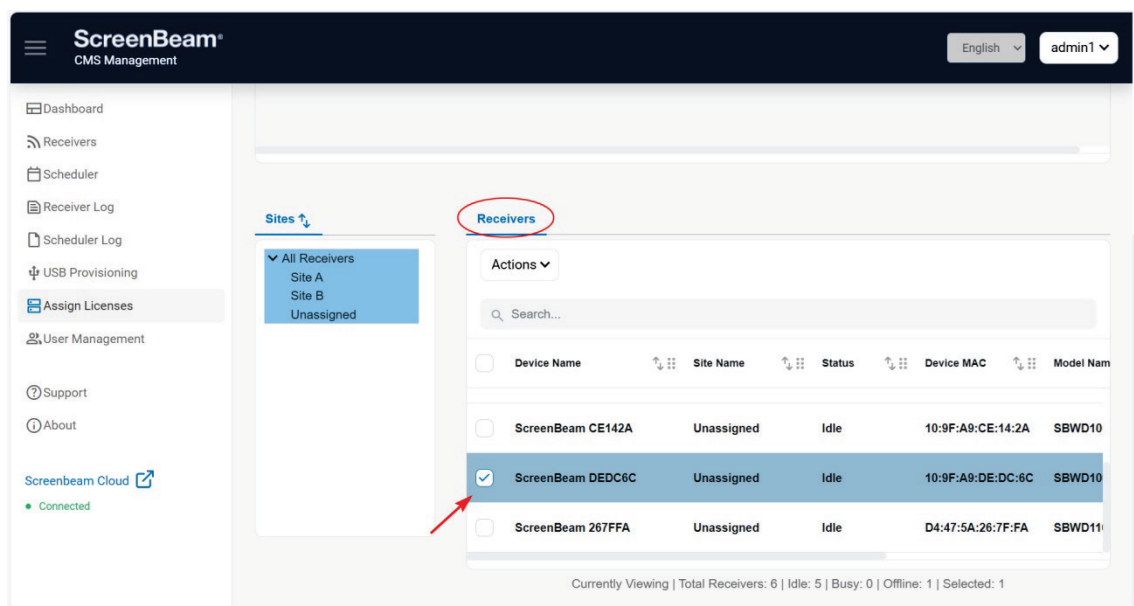 ScreenBeam®
CMS Management
English
admin1
Dashboard
Receivers
Scheduler
Receiver Log
Scheduler Log
USB Provisioning
Assign Licenses
User Management
Support
About
Screenbeam Cloud
Connected
Sites
All Receivers
Site A
Site B
Unassigned
Receivers
Actions
Search...
Device Name Site Name Status Device MAC Model Nam
ScreenBeam CE142A Unassigned Idle 10:9F:A9:CE:14:2A SBWD10
ScreenBeam DEDC6C Unassigned Idle 10:9F:A9:DE:DC:6C SBWD10
ScreenBeam 267FFA Unassigned Idle D4:47:5A:26:7F:FA SBWD11
Currently Viewing | Total Receivers: 6 | Idle: 5 | Busy: 0 | Offline: 1 | Selected: 1